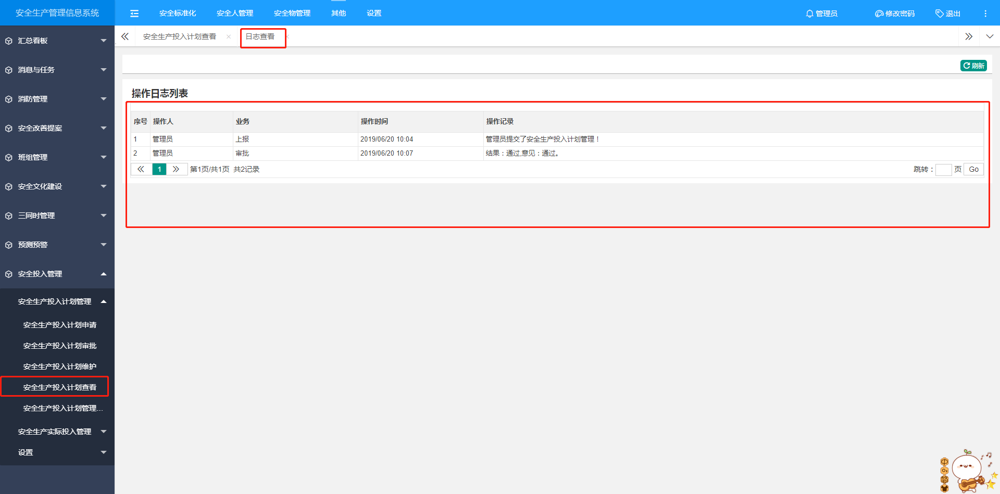 安全生产管理信息系统
安全标准化 安全人管理 安全物管理 其他 设置
管理员 修改密码 退出
安全生产投入计划查看 × 日志查看
刷新
汇总看板
消息与任务
消防管理
安全改善提案
班组管理
安全文化建设
三同时管理
预测预警
安全投入管理
安全生产投入计划管理
安全生产投入计划申请
安全生产投入计划审批
安全生产投入计划维护
安全生产投入计划查看
安全生产投入计划管理...
安全生产实际投入管理
设置
操作日志列表
序号 操作人 业务 操作时间 操作记录
1 管理员 上报 2019/06/20 10:04 管理员提交了安全生产投入计划管理！
2 管理员 审批 2019/06/20 10:07 结果：通过,意见：通过。
1 第1页/共1页 共2记录 跳转： 页 Go
中
简